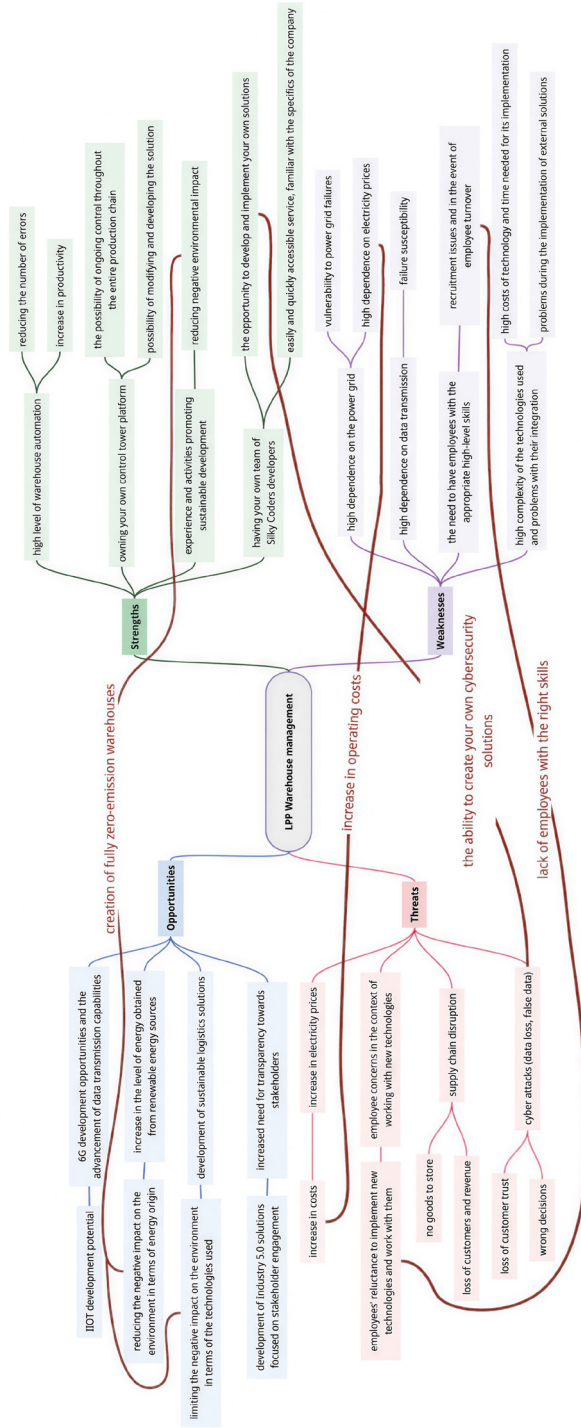 creation of fully zero-emission warehouses
increase in operating costs
the ability to create your own cybersecurity
solutions
lack of employees with the right skills
LPP Warehouse management
Strengths
high level of warehouse automation
reducing the number of errors
increase in productivity
owning your own control tower platform
the possibility of ongoing control throughout
the entire production chain
possibility of modifying and developing the solution
experience and activities promoting
sustainable development
reducing negative environmental impact
having your own team of
Silky Coders developers
the opportunity to develop and implement your own solutions
easily and quickly accessible service, familiar with the specifics of the company
Weaknesses
high dependence on the power grid
vulnerability to power grid failures
high dependence on electricity prices
high dependence on data transmission
failure susceptibility
the need to have employees with the
appropriate high-level skills
recruitment issues and in the event of
employee turnover
high complexity of the technologies used
and problems with their integration
high costs of technology and time needed for its implementation
problems during the implementation of external solutions
Opportunities
6G development opportunities and the
advancement of data transmission capabilities
IIOT development potential
increase in the level of energy obtained
from renewable energy sources
reducing the negative impact on the
environment in terms of energy origin
development of sustainable logistics solutions
limiting the negative impact on the environment
in terms of the technologies used
increased need for transparency towards
stakeholders
development of industry 5.0 solutions
focused on stakeholder engagement
Threats
increase in electricity prices
increase in costs
employee concerns in the context of
working with new technologies
employees' reluctance to implement new
technologies and work with them
supply chain disruption
no goods to store
loss of customers and revenue
cyber attacks (data loss, false data)
loss of customer trust
wrong decisions